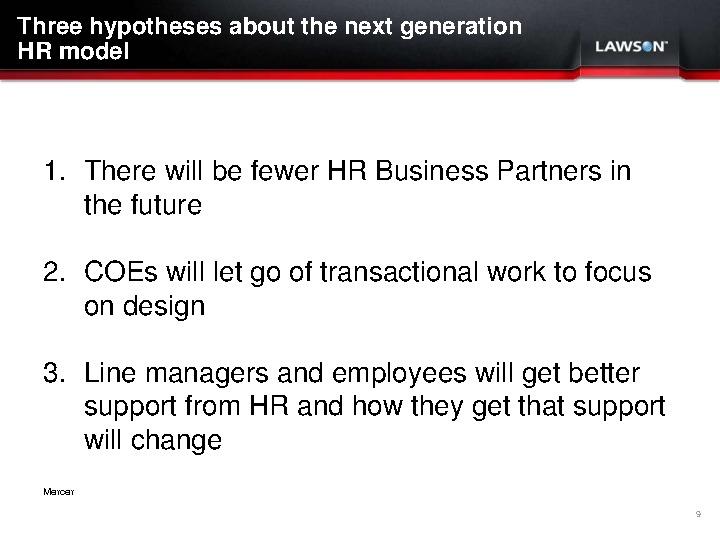 Three hypotheses about the next generation
HR model
LAWSON™
1. There will be fewer HR Business Partners in
the future
2. COEs will let go of transactional work to focus
on design
3. Line managers and employees will get better
support from HR and how they get that support
will change
Mercer
9